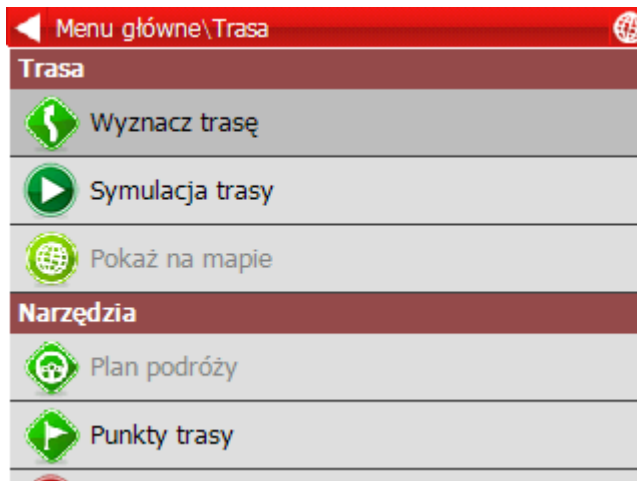 Menu główne\Trasa
Trasa
Wyznacz trasę
Symulacja trasy
Pokaż na mapie
Narzędzia
Plan podróży
Punkty trasy